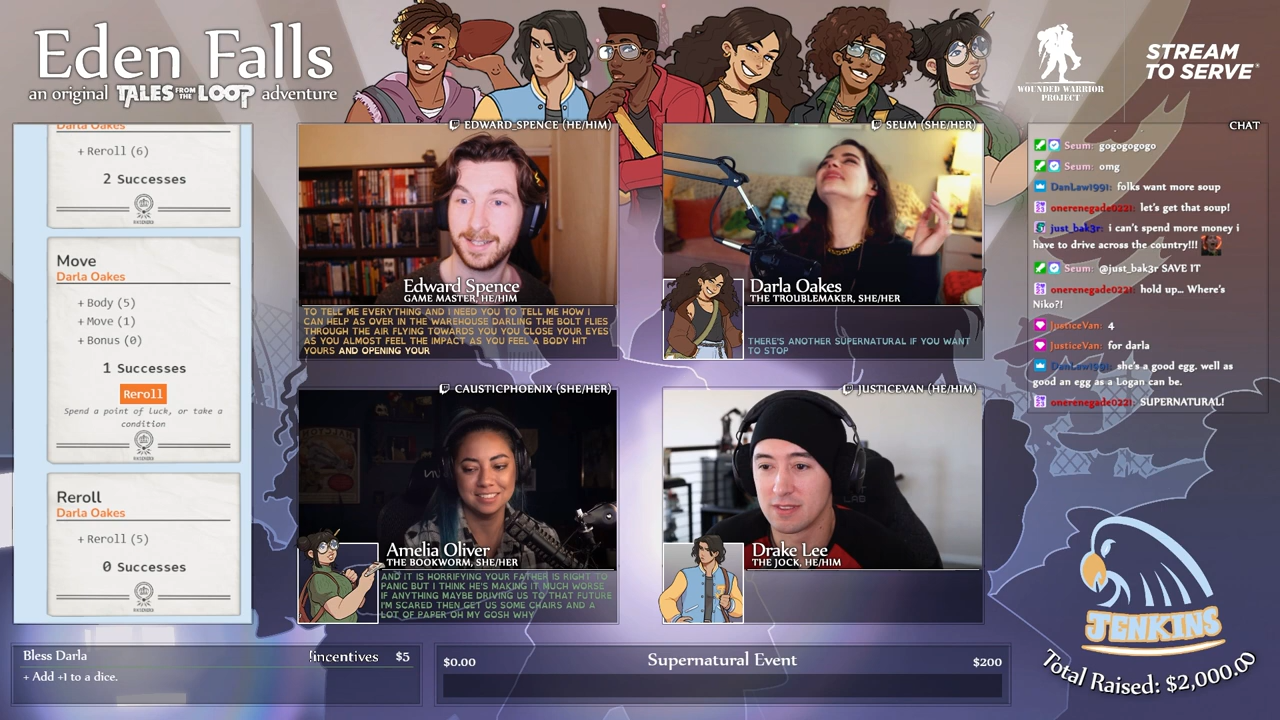 Eden Falls
an original TALES FROM THE LOOP adventure
WOUNDED WARRIOR
PROJECT
STREAM
TO SERVE
Darla Oakes
+ Reroll (6)
2 Successes
Move
Darla Oakes
+ Body (5)
+ Move (1)
+ Bonus (0)
1 Successes
Reroll
Spend a point of luck, or take a
condition
Reroll
Darla Oakes
+ Reroll (5)
0 Successes
EDWARD_SPENCE (HE/HIM)
Edward Spence
GAME MASTER, HE/HIM
TO TELL ME EVERYTHING AND I NEED YOU TO TELL ME HOW I
CAN HELP AS OVER IN THE WAREHOUSE DARLING THE BOLT FLIES
THROUGH THE AIR FLYING TOWARDS YOU YOU CLOSE YOUR EYES
AS YOU ALMOST FEEL THE IMPACT AS YOU FEEL A BODY HIT
YOURS AND OPENING YOUR
SEUM (SHE/HER)
Darla Oakes
THE TROUBLEMAKER, SHE/HER
THERE'S ANOTHER SUPERNATURAL IF YOU WANT
TO STOP
CAUSTICPHOENIX (SHE/HER)
Amelia Oliver
THE BOOKWORM, SHE/HER
AND IT IS HORRIFYING YOUR FATHER IS RIGHT TO
PANIC BUT I THINK HE'S MAKING IT MUCH WORSE
IF ANYTHING MAYBE DRIVING US TO THAT FUTURE
I'M SCARED THEN GET US SOME CHAIRS AND A
LOT OF PAPER OH MY GOSH WHY
JUSTICEVAN (HE/HIM)
LAB
Drake Lee
THE JOCK, HE/HIM
CHAT
Seum: gogogogogo
Seum: omg
DanLaw1991: folks want more soup
onerenegade0221: let's get that soup!
just_bak3r: i can't spend more money i
have to drive across the country!!!
Seum: @just_bak3r SAVE IT
onerenegade0221: hold up... Where's
Niko?!
JusticeVan: 4
JusticeVan: for darla
DanLaw1991: she's a good egg. well as
good an egg as a Logan can be.
onerenegade0221: SUPERNATURAL!
JENKINS
Total Raised: $2,000.00
Bless Darla !incentives $5
+ Add +1 to a dice.
$0.00 Supernatural Event $200